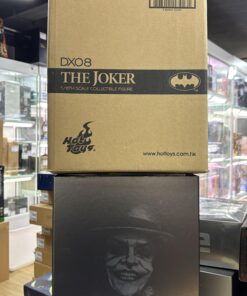 DX08
THE JOKER
1/6TH SCALE COLLECTIBLE FIGURE
Hot
Toys
www.hottoys.com.hk